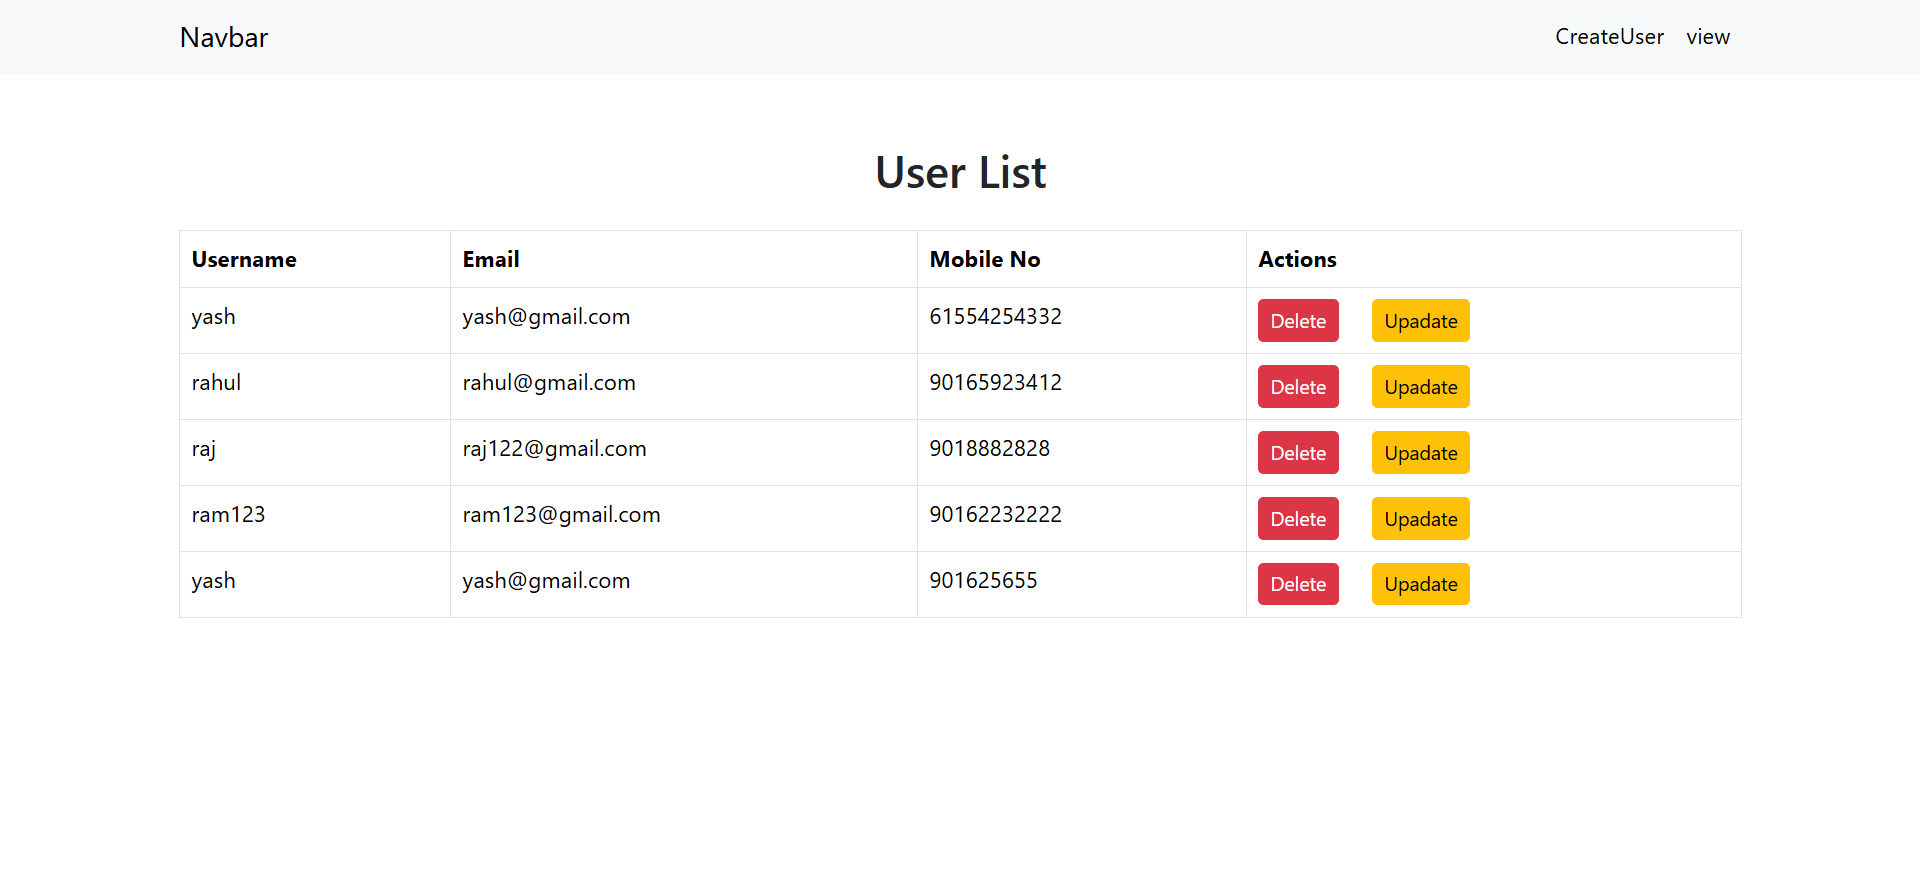 Navbar CreateUser view
User List
Username Email Mobile No Actions
yash yash@gmail.com 61554254332 Delete Upadate
rahul rahul@gmail.com 90165923412 Delete Upadate
raj raj122@gmail.com 9018882828 Delete Upadate
ram123 ram123@gmail.com 90162232222 Delete Upadate
yash yash@gmail.com 901625655 Delete Upadate